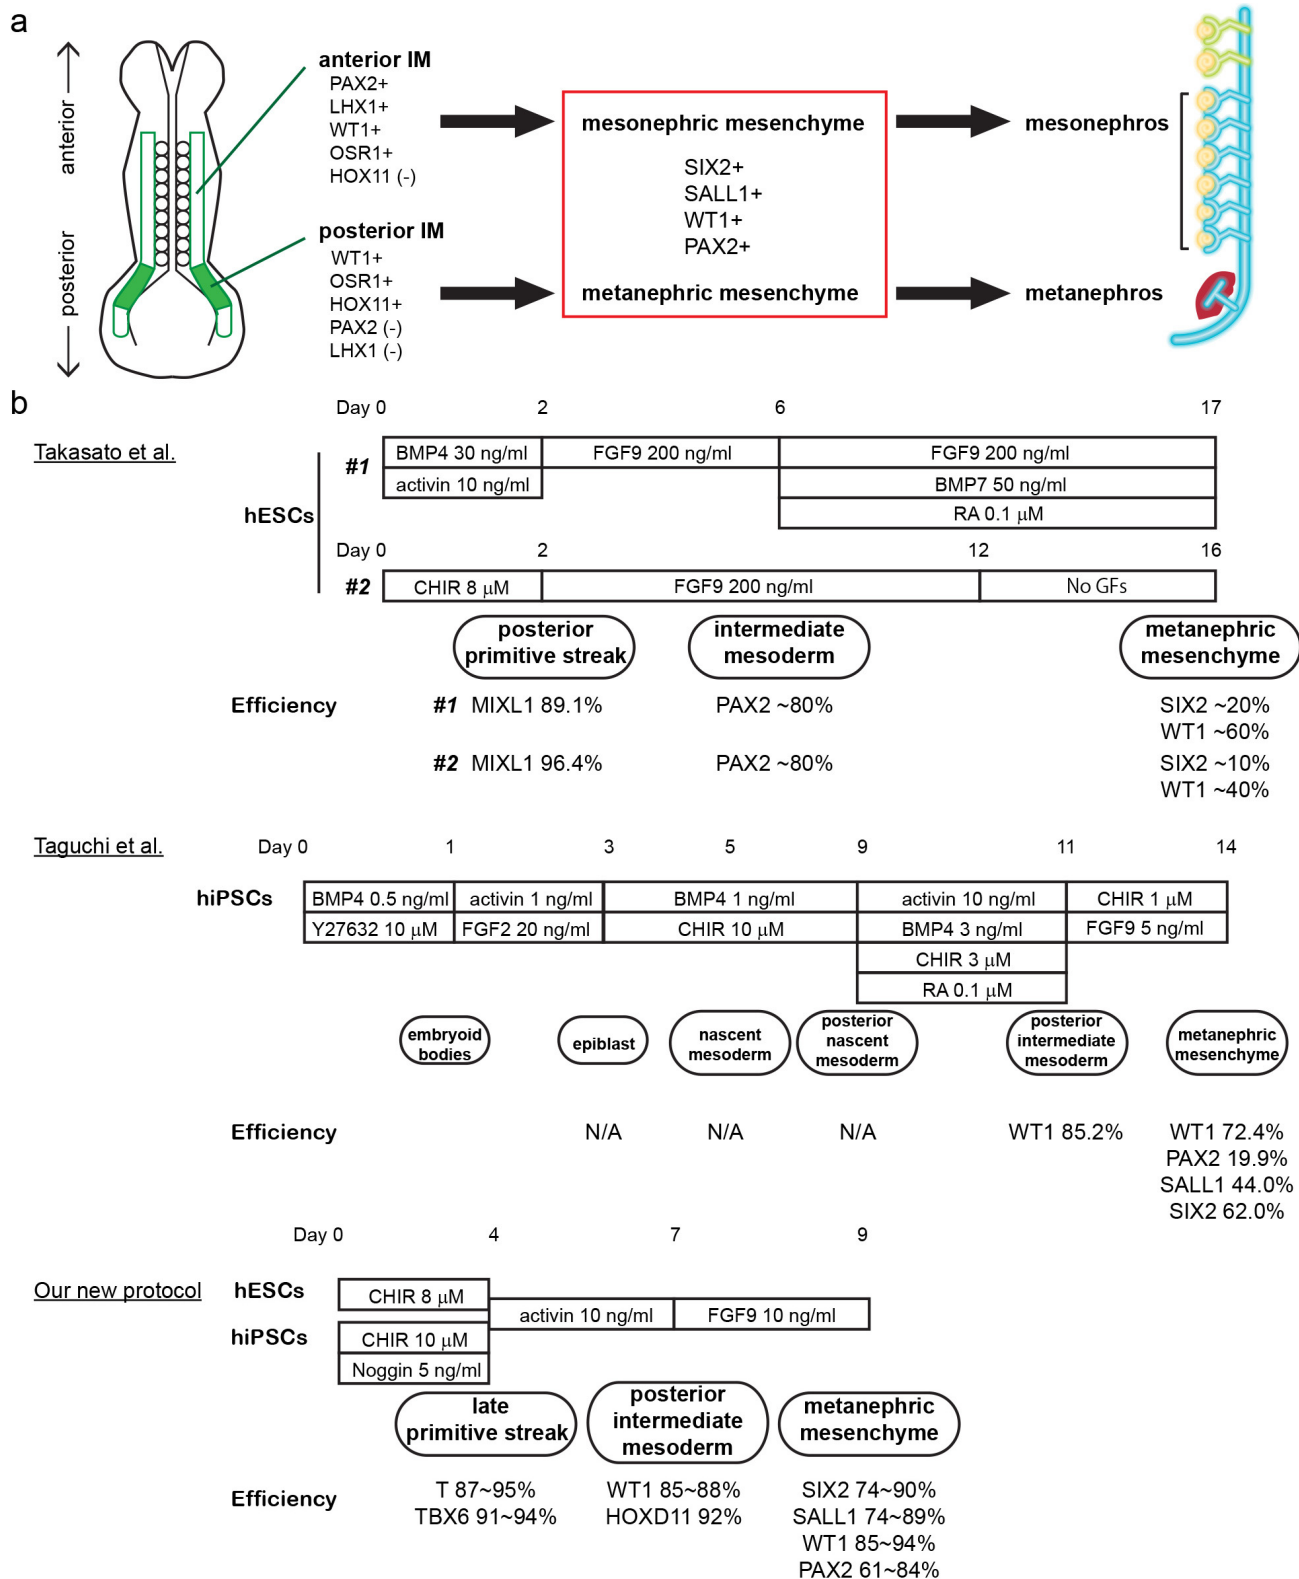 a
anterior
posterior
anterior IM
PAX2+
LHX1+
WT1+
OSR1+
HOX11 (-)
posterior IM
WT1+
OSR1+
HOX11+
PAX2 (-)
LHX1 (-)
mesonephric mesenchyme
SIX2+
SALL1+
WT1+
PAX2+
metanephric mesenchyme
mesonephros
metanephros
b
Day 0 2 6 17
Takasato et al.
hESCs
#1
BMP4 30 ng/ml FGF9 200 ng/ml FGF9 200 ng/ml
activin 10 ng/ml BMP7 50 ng/ml
RA 0.1 μM
Day 0 2 12 16
#2 CHIR 8 μM FGF9 200 ng/ml No GFs
posterior
primitive streak
intermediate
mesoderm
metanephric
mesenchyme
Efficiency #1 MIXL1 89.1% PAX2 ~80% SIX2 ~20%
WT1 ~60%
#2 MIXL1 96.4% PAX2 ~80% SIX2 ~10%
WT1 ~40%
Taguchi et al. Day 0 1 3 5 9 11 14
hiPSCs BMP4 0.5 ng/ml activin 1 ng/ml BMP4 1 ng/ml activin 10 ng/ml CHIR 1 μM
Y27632 10 μM FGF2 20 ng/ml CHIR 10 μM BMP4 3 ng/ml FGF9 5 ng/ml
CHIR 3 μM
RA 0.1 μM
embryoid
bodies
epiblast
nascent
mesoderm
posterior
nascent
mesoderm
posterior
intermediate
mesoderm
metanephric
mesenchyme
Efficiency N/A N/A N/A WT1 85.2% WT1 72.4%
PAX2 19.9%
SALL1 44.0%
SIX2 62.0%
Day 0 4 7 9
Our new protocol hESCs CHIR 8 μM
activin 10 ng/ml FGF9 10 ng/ml
hiPSCs CHIR 10 μM
Noggin 5 ng/ml
late
primitive streak
posterior
intermediate
mesoderm
metanephric
mesenchyme
Efficiency T 87~95% WT1 85~88% SIX2 74~90%
TBX6 91~94% HOXD11 92% SALL1 74~89%
WT1 85~94%
PAX2 61~84%